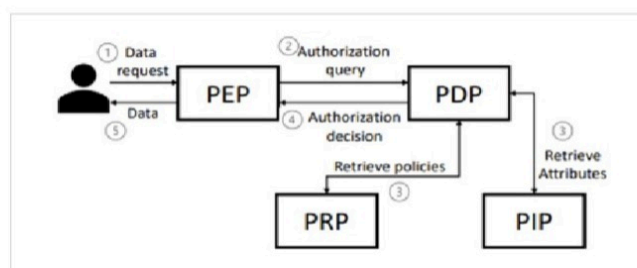 ① Data
request
② Authorization
query
PEP
PDP
Data
⑤
④ Authorization
decision
③
Retrieve
Attributes
Retrieve policies
③
PRP
PIP